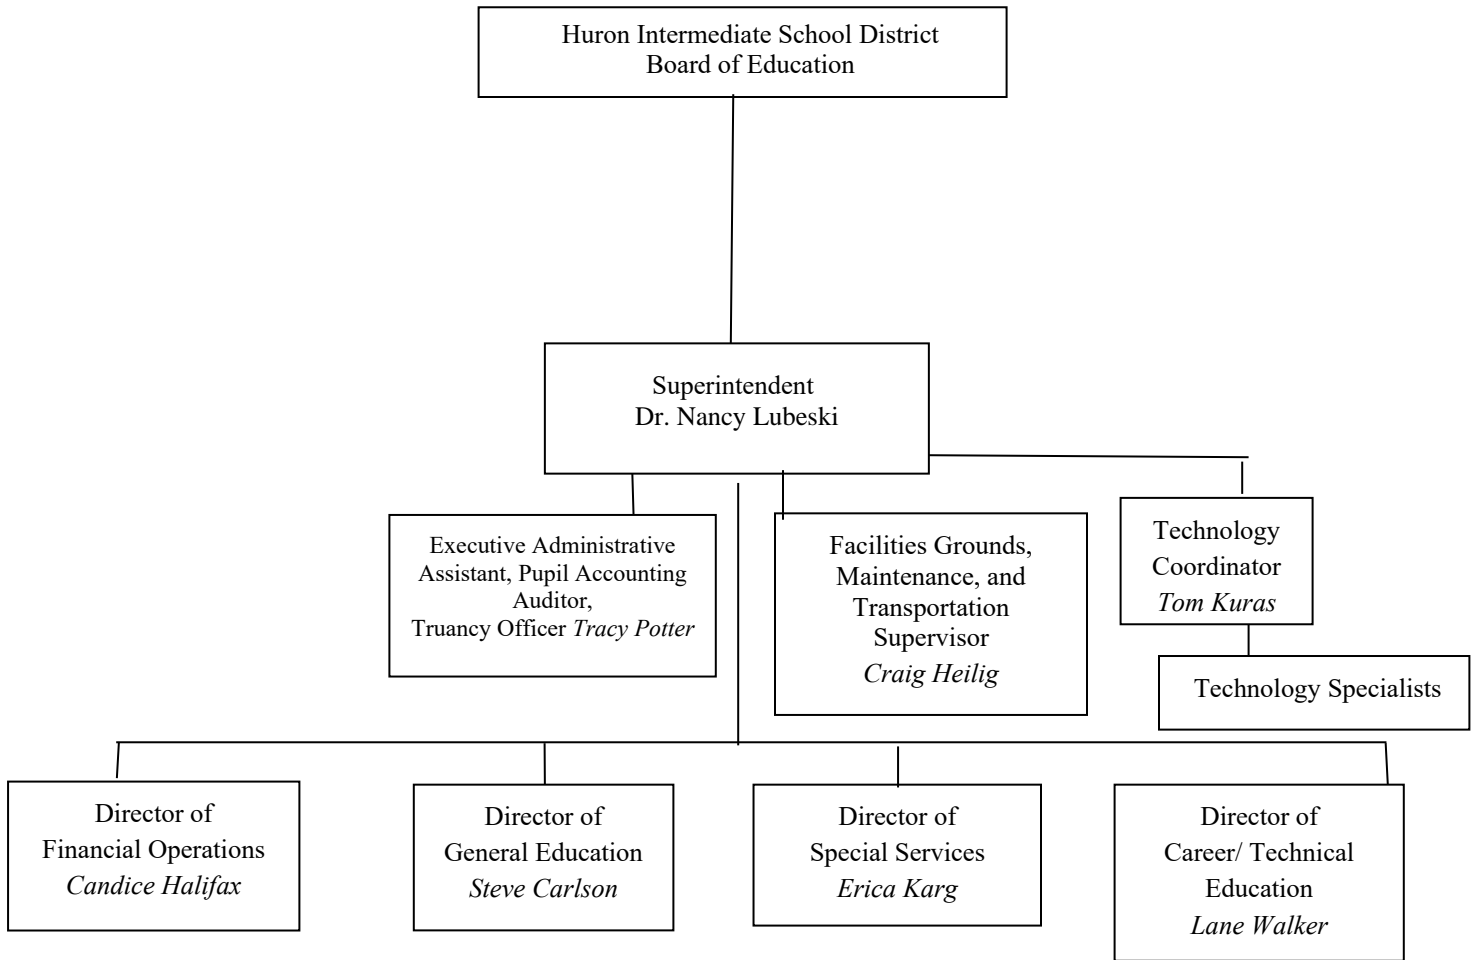 Huron Intermediate School District
Board of Education
Superintendent
Dr. Nancy Lubeski
Executive Administrative
Assistant, Pupil Accounting
Auditor,
Truancy Officer Tracy Potter
Facilities Grounds,
Maintenance, and
Transportation
Supervisor
Craig Heilig
Technology
Coordinator
Tom Kuras
Technology Specialists
Director of
Financial Operations
Candice Halifax
Director of
General Education
Steve Carlson
Director of
Special Services
Erica Karg
Director of
Career/ Technical
Education
Lane Walker